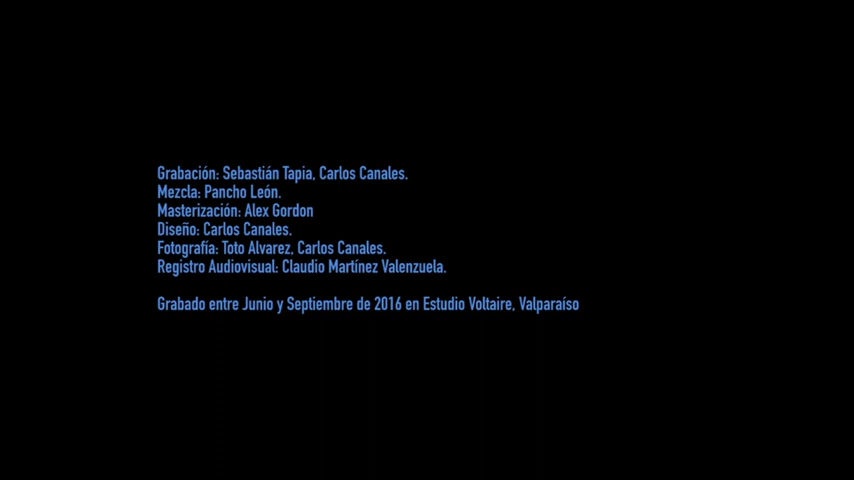 Grabación: Sebastián Tapia, Carlos Canales.
Mezcla: Pancho León.
Masterización: Alex Gordon
Diseño: Carlos Canales.
Fotografía: Toto Alvarez, Carlos Canales.
Registro Audiovisual: Claudio Martínez Valenzuela.
Grabado entre Junio y Septiembre de 2016 en Estudio Voltaire, Valparaíso